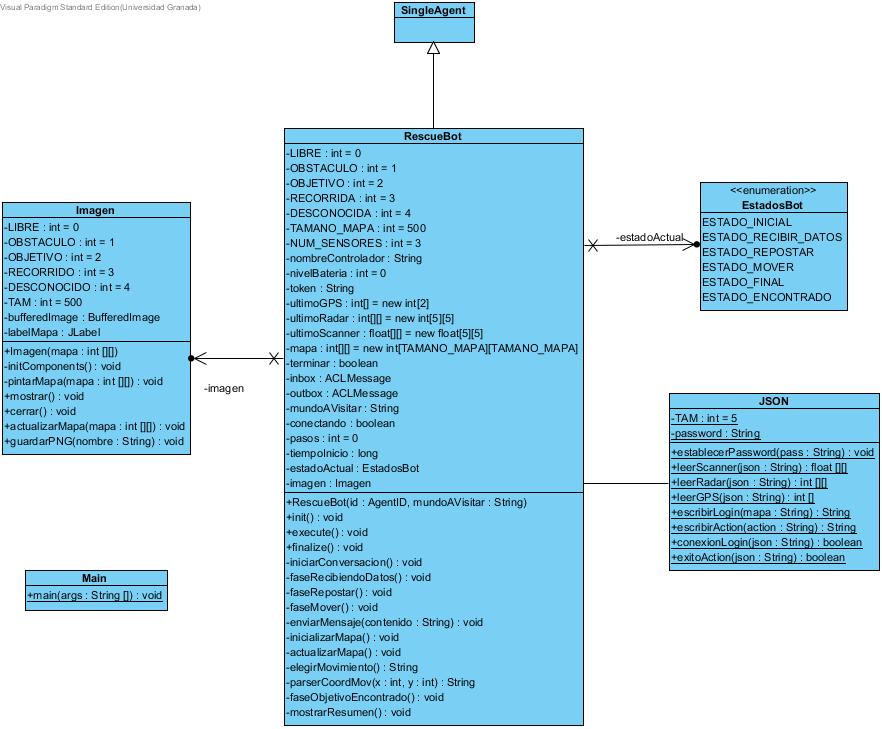 Visual Paradigm Standard Edition(Universidad Granada)
SingleAgent
RescueBot
-LIBRE : int = 0
-OBSTACULO : int = 1
-OBJETIVO : int = 2
-RECORRIDA : int = 3
-DESCONOCIDA : int = 4
-TAMANO_MAPA : int = 500
-NUM_SENSORES : int = 3
-nombreControlador : String
-nivelBateria : int = 0
-token : String
-ultimoGPS : int[] = new int[2]
-ultimoRadar : int[][] = new int[5][5]
-ultimoScanner : float[][] = new float[5][5]
-mapa : int[][] = new int[TAMANO_MAPA][TAMANO_MAPA]
-terminar : boolean
-inbox : ACLMessage
-outbox : ACLMessage
-mundoAVisitar : String
-conectando : boolean
-pasos : int = 0
-tiempoInicio : long
-estadoActual : EstadosBot
-imagen : Imagen
+RescueBot(id : AgentID, mundoAVisitar : String)
+init() : void
+execute() : void
+finalize() : void
-iniciarConversacion() : void
-faseRecibiendoDatos() : void
-faseRepostar() : void
-faseMover() : void
-enviarMensaje(contenido : String) : void
-inicializarMapa() : void
-actualizarMapa() : void
-elegirMovimiento() : String
-parserCoordMov(x : int, y : int) : String
-faseObjetivoEncontrado() : void
-mostrarResumen() : void
Imagen
-LIBRE : int = 0
-OBSTACULO : int = 1
-OBJETIVO : int = 2
-RECORRIDO : int = 3
-DESCONOCIDO : int = 4
-TAM : int = 500
-bufferedImage : BufferedImage
-labelMapa : JLabel
+Imagen(mapa : int [][])
-initComponents() : void
-pintarMapa(mapa : int [][]) : void
+mostrar() : void
+cerrar() : void
+actualizarMapa(mapa : int [][]) : void
+guardarPNG(nombre : String) : void
-imagen
-estadoActual
<<enumeration>>
EstadosBot
ESTADO_INICIAL
ESTADO_RECIBIR_DATOS
ESTADO_REPOSTAR
ESTADO_MOVER
ESTADO_FINAL
ESTADO_ENCONTRADO
JSON
-TAM : int = 5
-password : String
+establecerPassword(pass : String) : void
+leerScanner(json : String) : float [][]
+leerRadar(json : String) : int [][]
+leerGPS(json : String) : int []
+escribirLogin(mapa : String) : String
+escribirAction(action : String) : String
+conexionLogin(json : String) : boolean
+exitoAction(json : String) : boolean
Main
+main(args : String []) : void